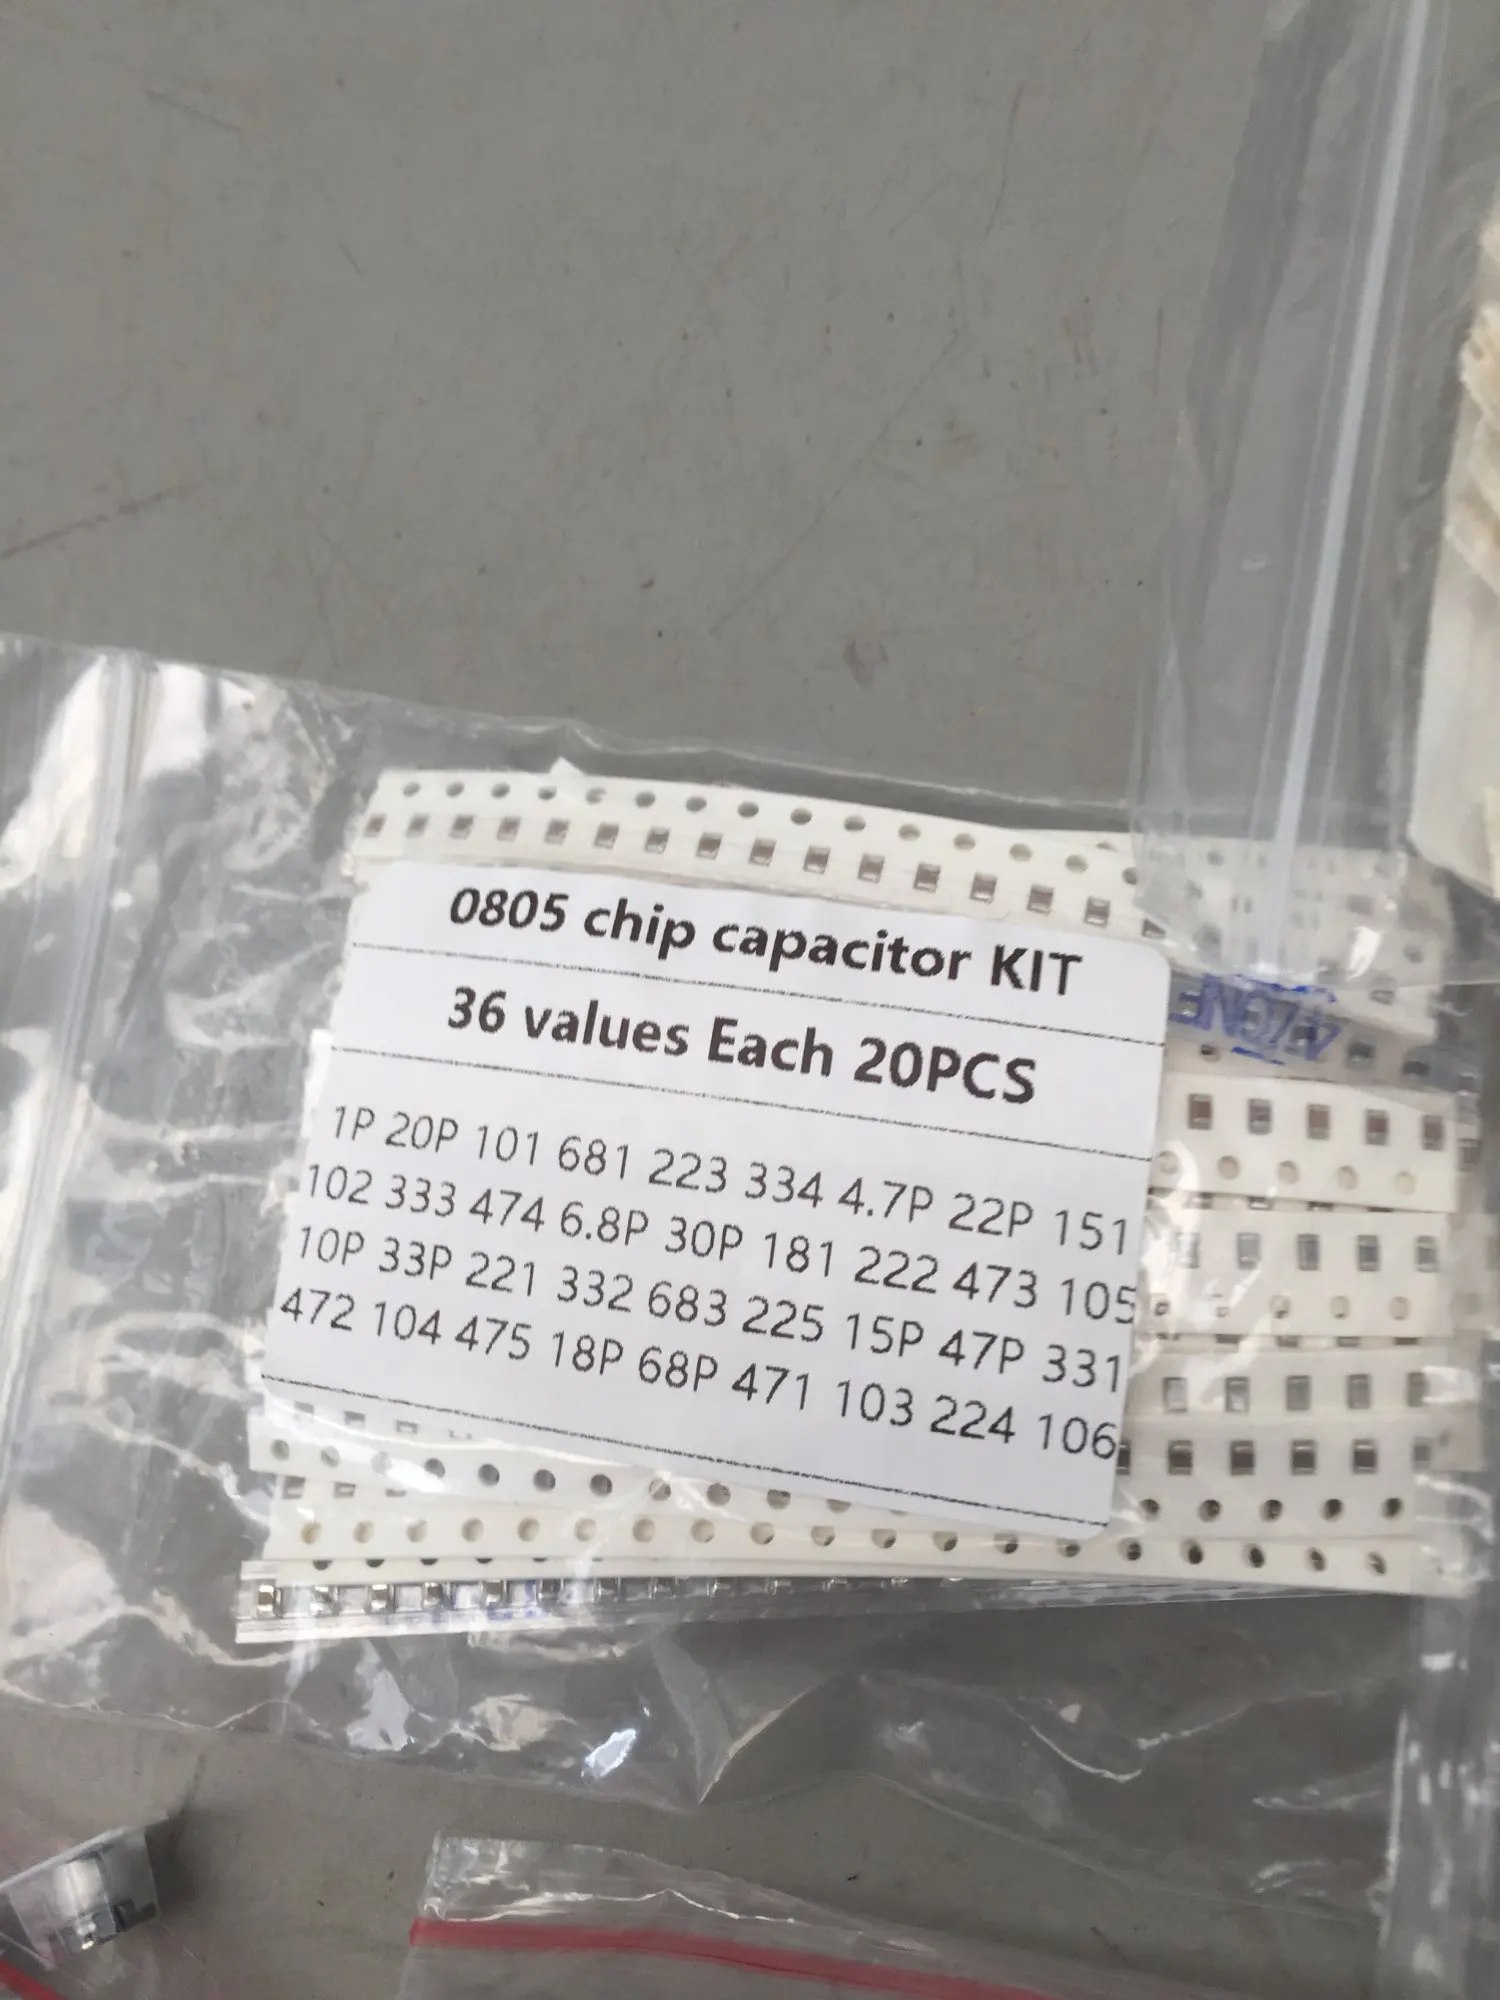 0805 chip capacitor KIT
36 values Each 20PCS
1P 20P 101 681 223 334 4.7P 22P 151
102 333 474 6.8P 30P 181 222 473 105
10P 33P 221 332 683 225 15P 47P 331
472 104 475 18P 68P 471 103 224 106